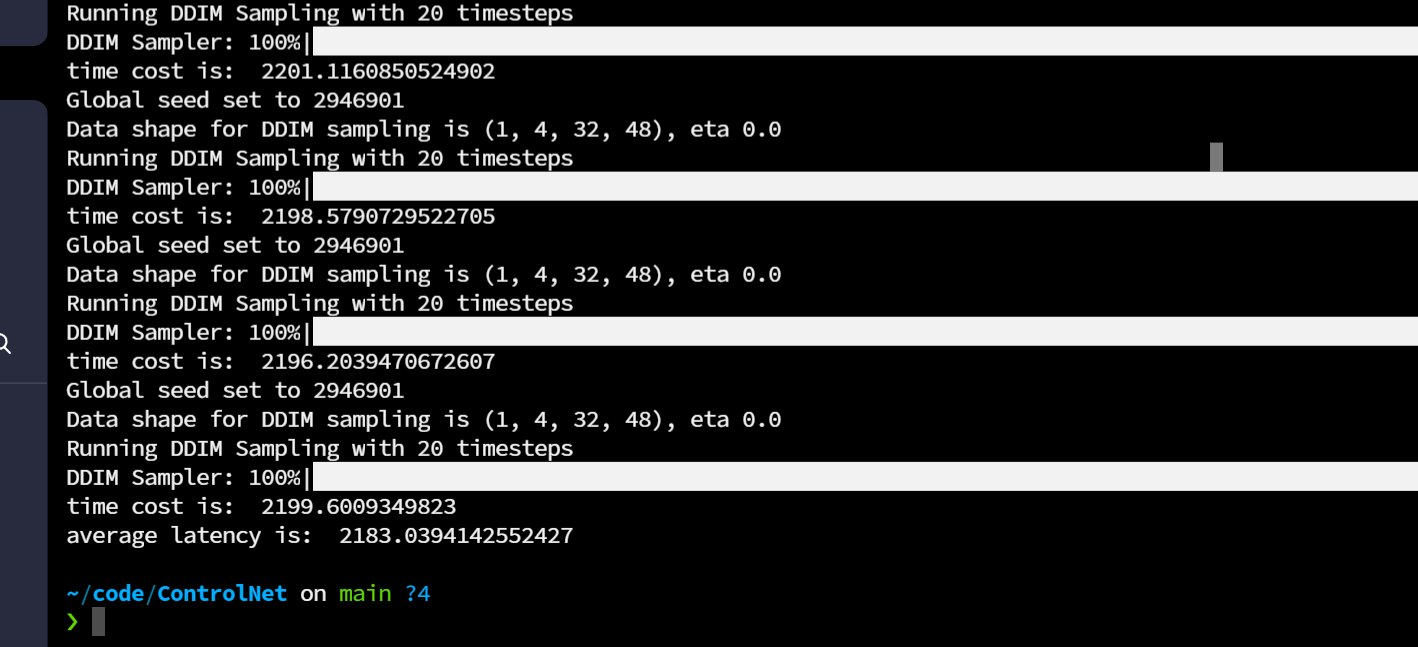 Running DDIM Sampling with 20 timesteps
DDIM Sampler: 100%|
time cost is:  2201.1160850524902
Global seed set to 2946901
Data shape for DDIM sampling is (1, 4, 32, 48), eta 0.0
Running DDIM Sampling with 20 timesteps
DDIM Sampler: 100%|
time cost is:  2198.5790729522705
Global seed set to 2946901
Data shape for DDIM sampling is (1, 4, 32, 48), eta 0.0
Running DDIM Sampling with 20 timesteps
DDIM Sampler: 100%|
time cost is:  2196.2039470672607
Global seed set to 2946901
Data shape for DDIM sampling is (1, 4, 32, 48), eta 0.0
Running DDIM Sampling with 20 timesteps
DDIM Sampler: 100%|
time cost is:  2199.6009349823
average latency is:  2183.0394142552427
~/code/ControlNet on main ?4
❯